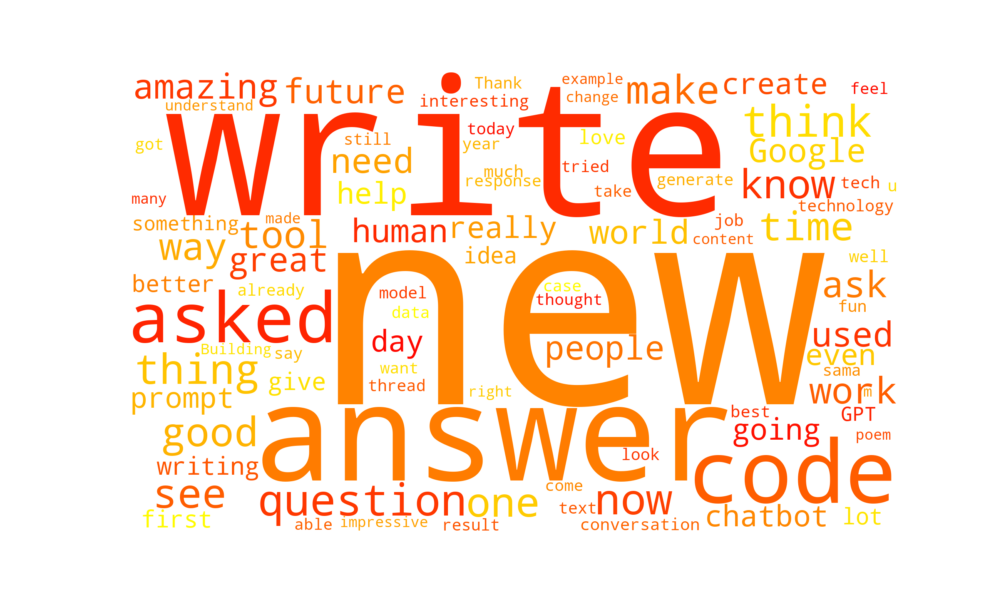 amazing future Thank example make create feel
understand interesting change
write
got still today year love think
Google
need much tried
many help response take generate know tech u
something made technology
way tool human really world job time
content
great idea well
better already model case ask
new
asked data thought fun
day people used
Building say even
thing give want sama
prompt thread right work m
answer
good look best GPT
going poem
writing code
see question one come now
first able impressive result text conversation chatbot lot